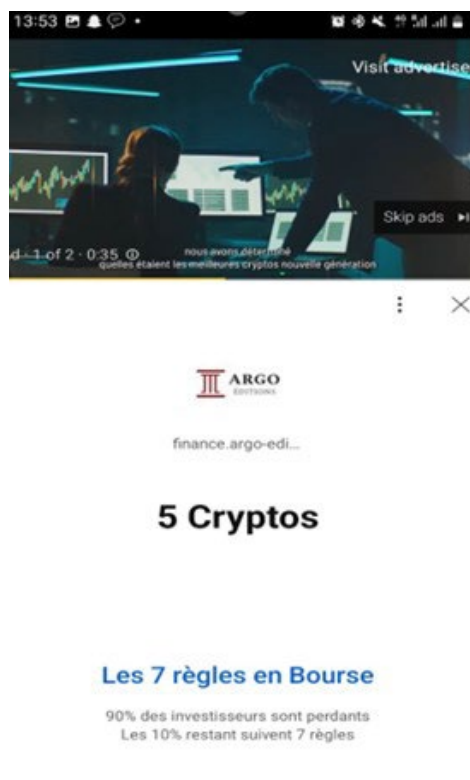 13:53
Visit advertise
Skip ads
d · 1 of 2 · 0:35
nous avons déterminé
quelles étaient les meilleures cryptos nouvelle génération
ARGO
EDITIONS
finance.argo-edi...
5 Cryptos
Les 7 règles en Bourse
90% des investisseurs sont perdants
Les 10% restant suivent 7 règles